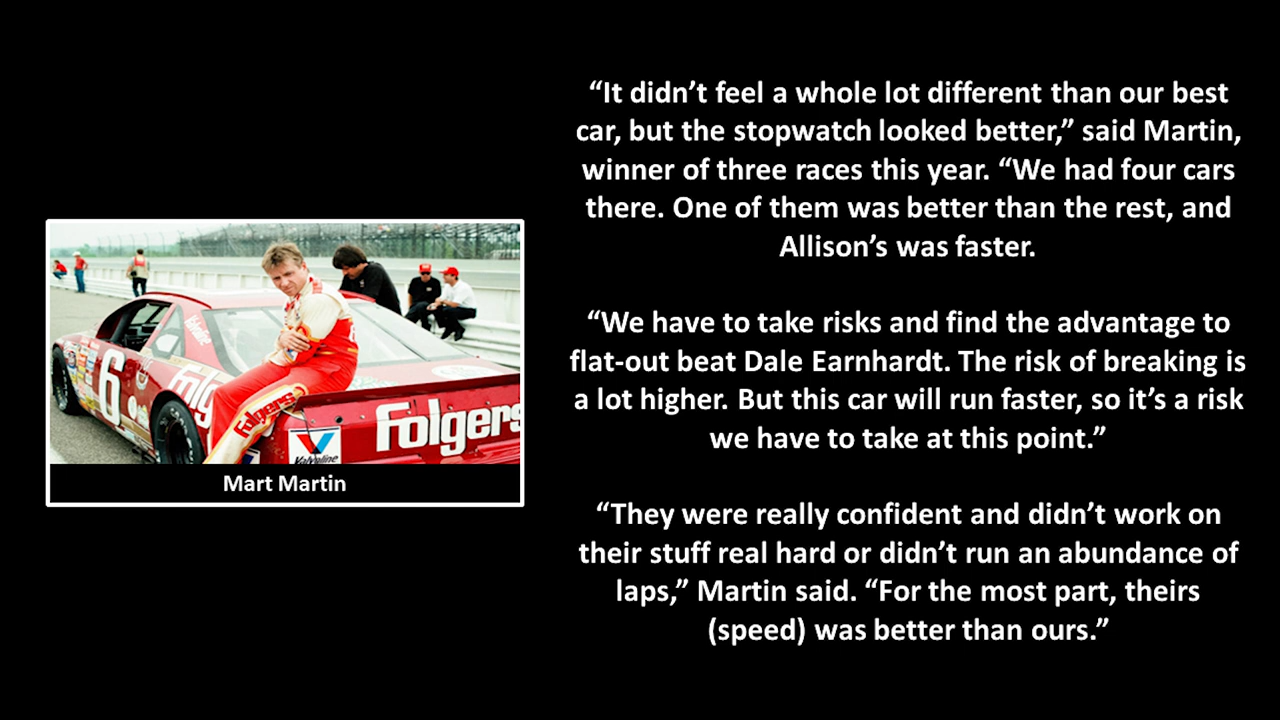 “It didn’t feel a whole lot different than our best
car, but the stopwatch looked better,” said Martin,
winner of three races this year. “We had four cars
there. One of them was better than the rest, and
Allison’s was faster.
“We have to take risks and find the advantage to
flat-out beat Dale Earnhardt. The risk of breaking is
a lot higher. But this car will run faster, so it’s a risk
we have to take at this point.”
“They were really confident and didn’t work on
their stuff real hard or didn’t run an abundance of
laps,” Martin said. “For the most part, theirs
(speed) was better than ours.”
6
Folgers
Folgers
Valvoline
Mart Martin